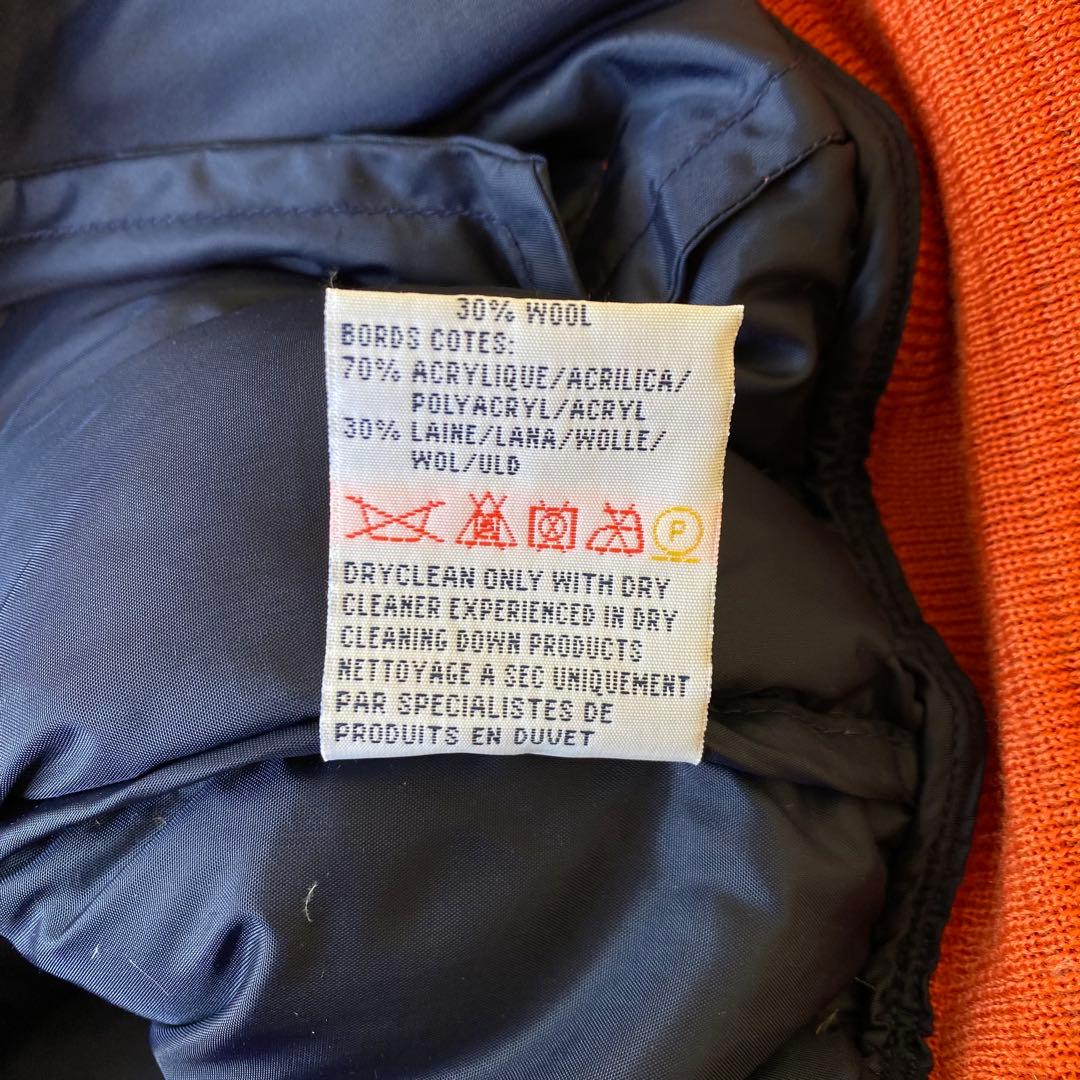 30% WOOL
BORDS COTES:
70% ACRYLIQUE/ACRILICA/
POLYACRYL/ACRYL
30% LAINE/LANA/WOLLE/
WOL/ULD
P
DRYCLEAN ONLY WITH DRY
CLEANER EXPERIENCED IN DRY
CLEANING DOWN PRODUCTS
NETTOYAGE A SEC UNIQUEMENT
PAR SPECIALISTES DE
PRODUITS EN DUVET